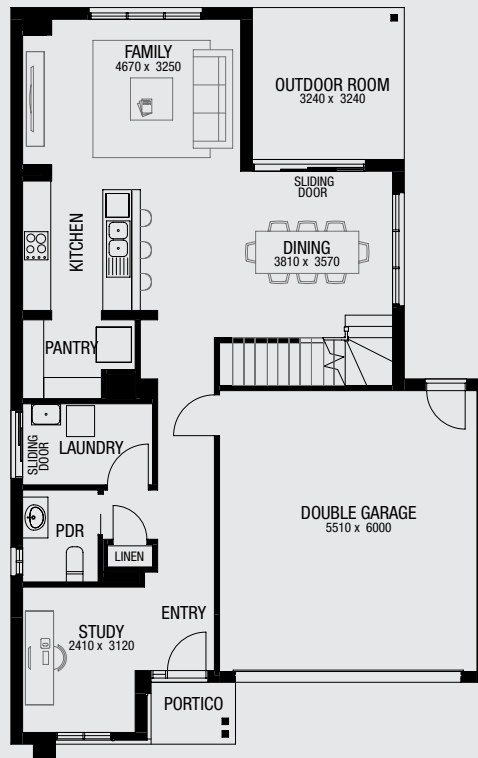 FAMILY
4670 x 3250
OUTDOOR ROOM
3240 x 3240
SLIDING
DOOR
KITCHEN
DINING
3810 x 3570
PANTRY
SLIDING
DOOR
LAUNDRY
PDR
LINEN
DOUBLE GARAGE
5510 x 6000
ENTRY
STUDY
2410 x 3120
PORTICO